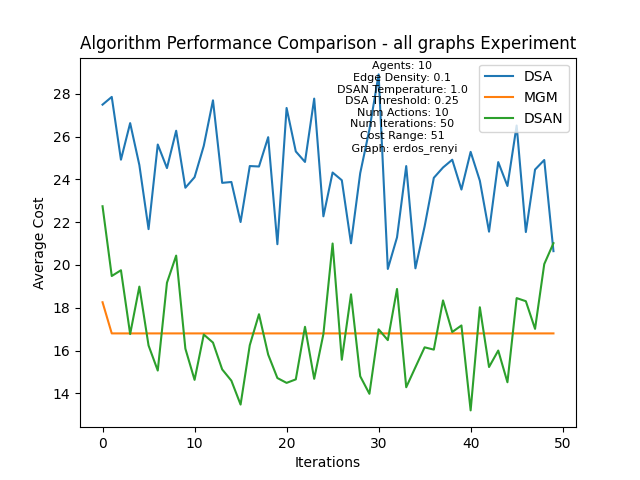 Algorithm Performance Comparison - all graphs Experiment
Agents: 10
Edge Density: 0.1
DSAN Temperature: 1.0
DSA Threshold: 0.25
Num Actions: 10
Num Iterations: 50
Cost Range: 51
Graph: erdos_renyi
DSA
MGM
DSAN
Average Cost
28
26
24
22
20
18
16
14
0
10
20
30
40
50
Iterations